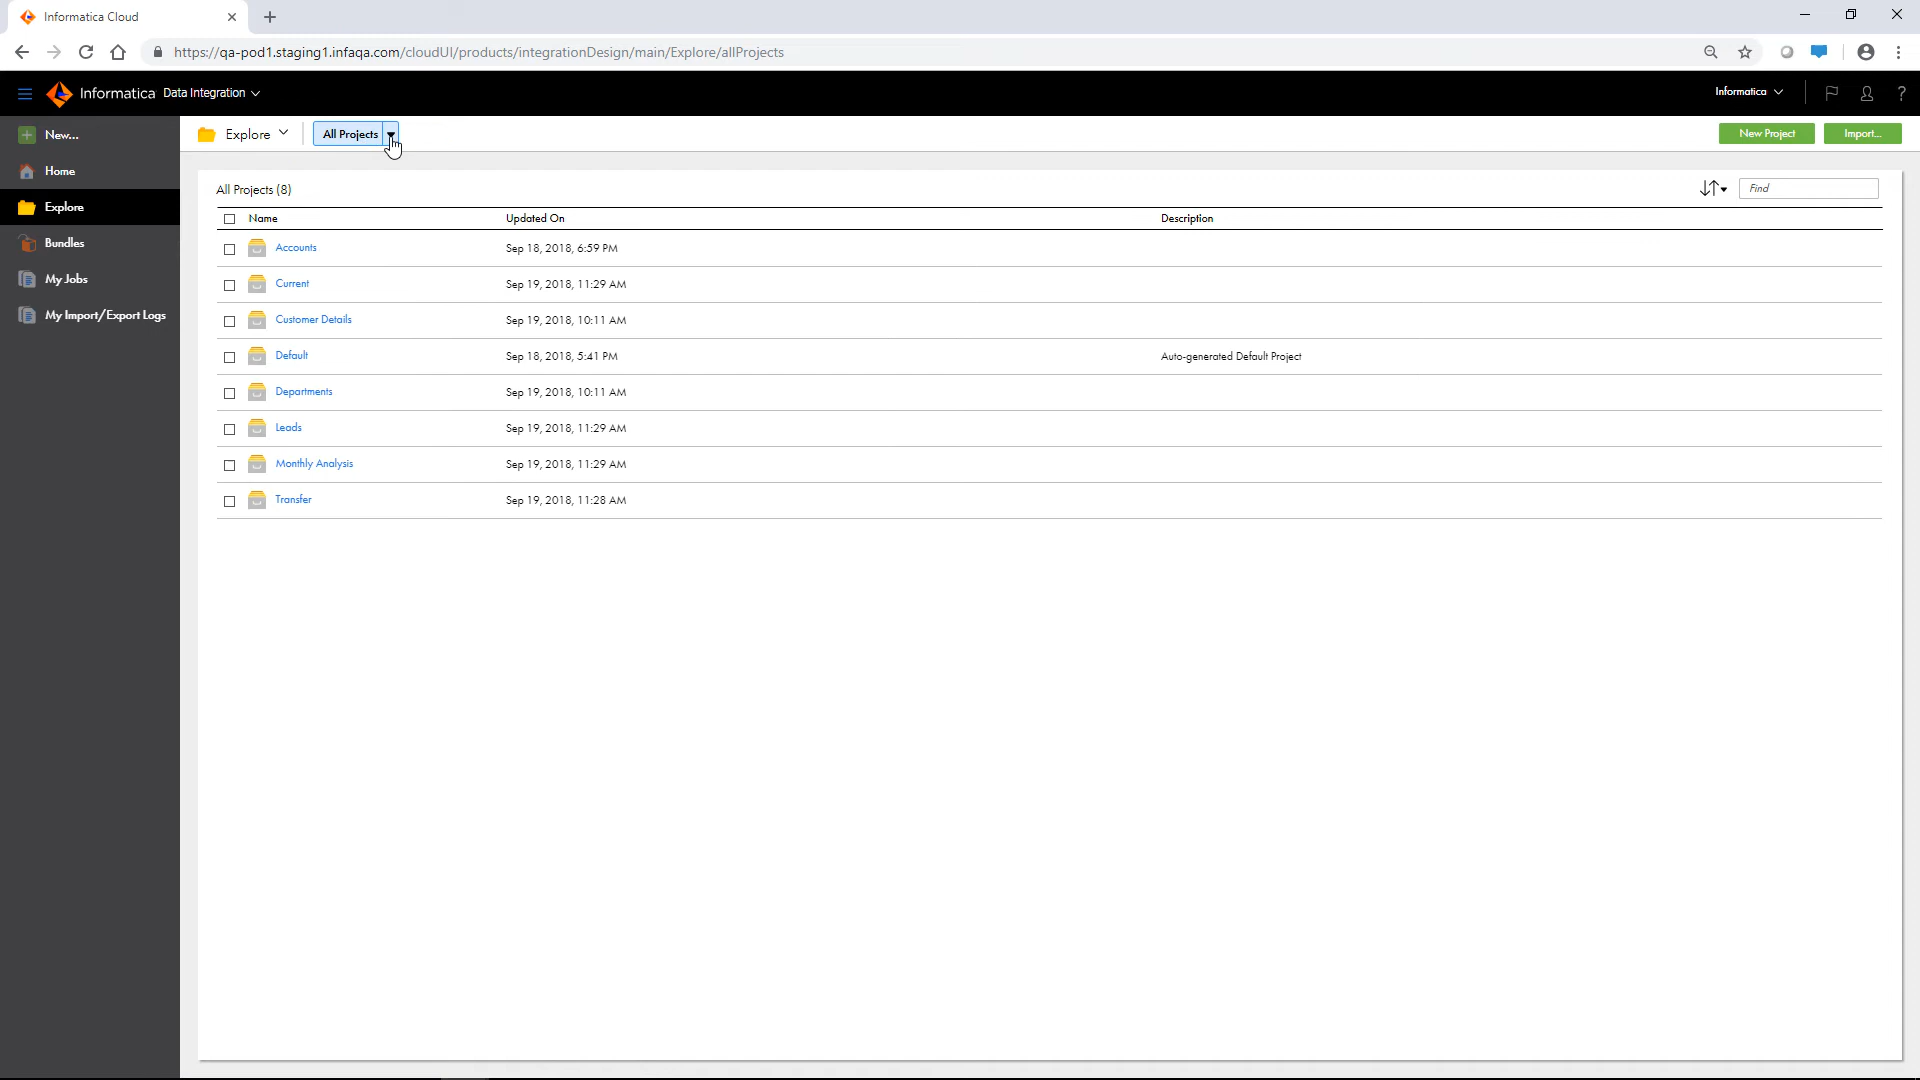 Informatica Cloud
https://qa-pod1.staging1.infaqa.com/cloudUI/products/integrationDesign/main/Explore/allProjects
Informatica Data Integration
Informatica
?
New...
Home
Explore
Bundles
My Jobs
My Import/Export Logs
Explore
All Projects
New Project
Import...
All Projects (8)
Find
Name Updated On Description
Accounts Sep 18, 2018, 6:59 PM
Current Sep 19, 2018, 11:29 AM
Customer Details Sep 19, 2018, 10:11 AM
Default Sep 18, 2018, 5:41 PM Auto-generated Default Project
Departments Sep 19, 2018, 10:11 AM
Leads Sep 19, 2018, 11:29 AM
Monthly Analysis Sep 19, 2018, 11:29 AM
Transfer Sep 19, 2018, 11:28 AM